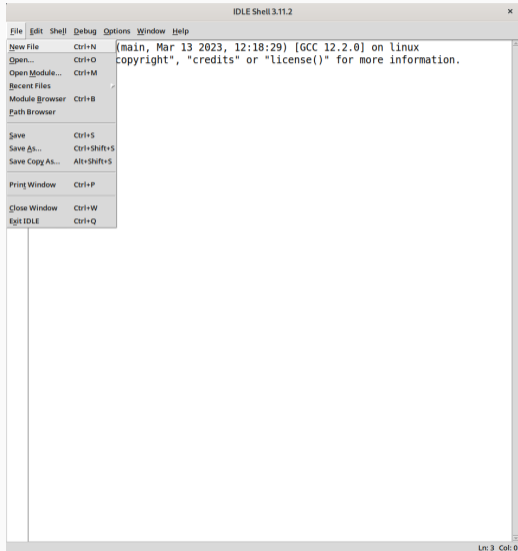 IDLE Shell 3.11.2 ×
File Edit Shell Debug Options Window Help
New File Ctrl+N
Open... Ctrl+O
Open Module... Ctrl+M
Recent Files
Module Browser Ctrl+B
Path Browser
Save Ctrl+S
Save As... Ctrl+Shift+S
Save Copy As... Alt+Shift+S
Print Window Ctrl+P
Close Window Ctrl+W
Exit IDLE Ctrl+Q
(main, Mar 13 2023, 12:18:29) [GCC 12.2.0] on linux
copyright", "credits" or "license()" for more information.
Ln: 3 Col: 0